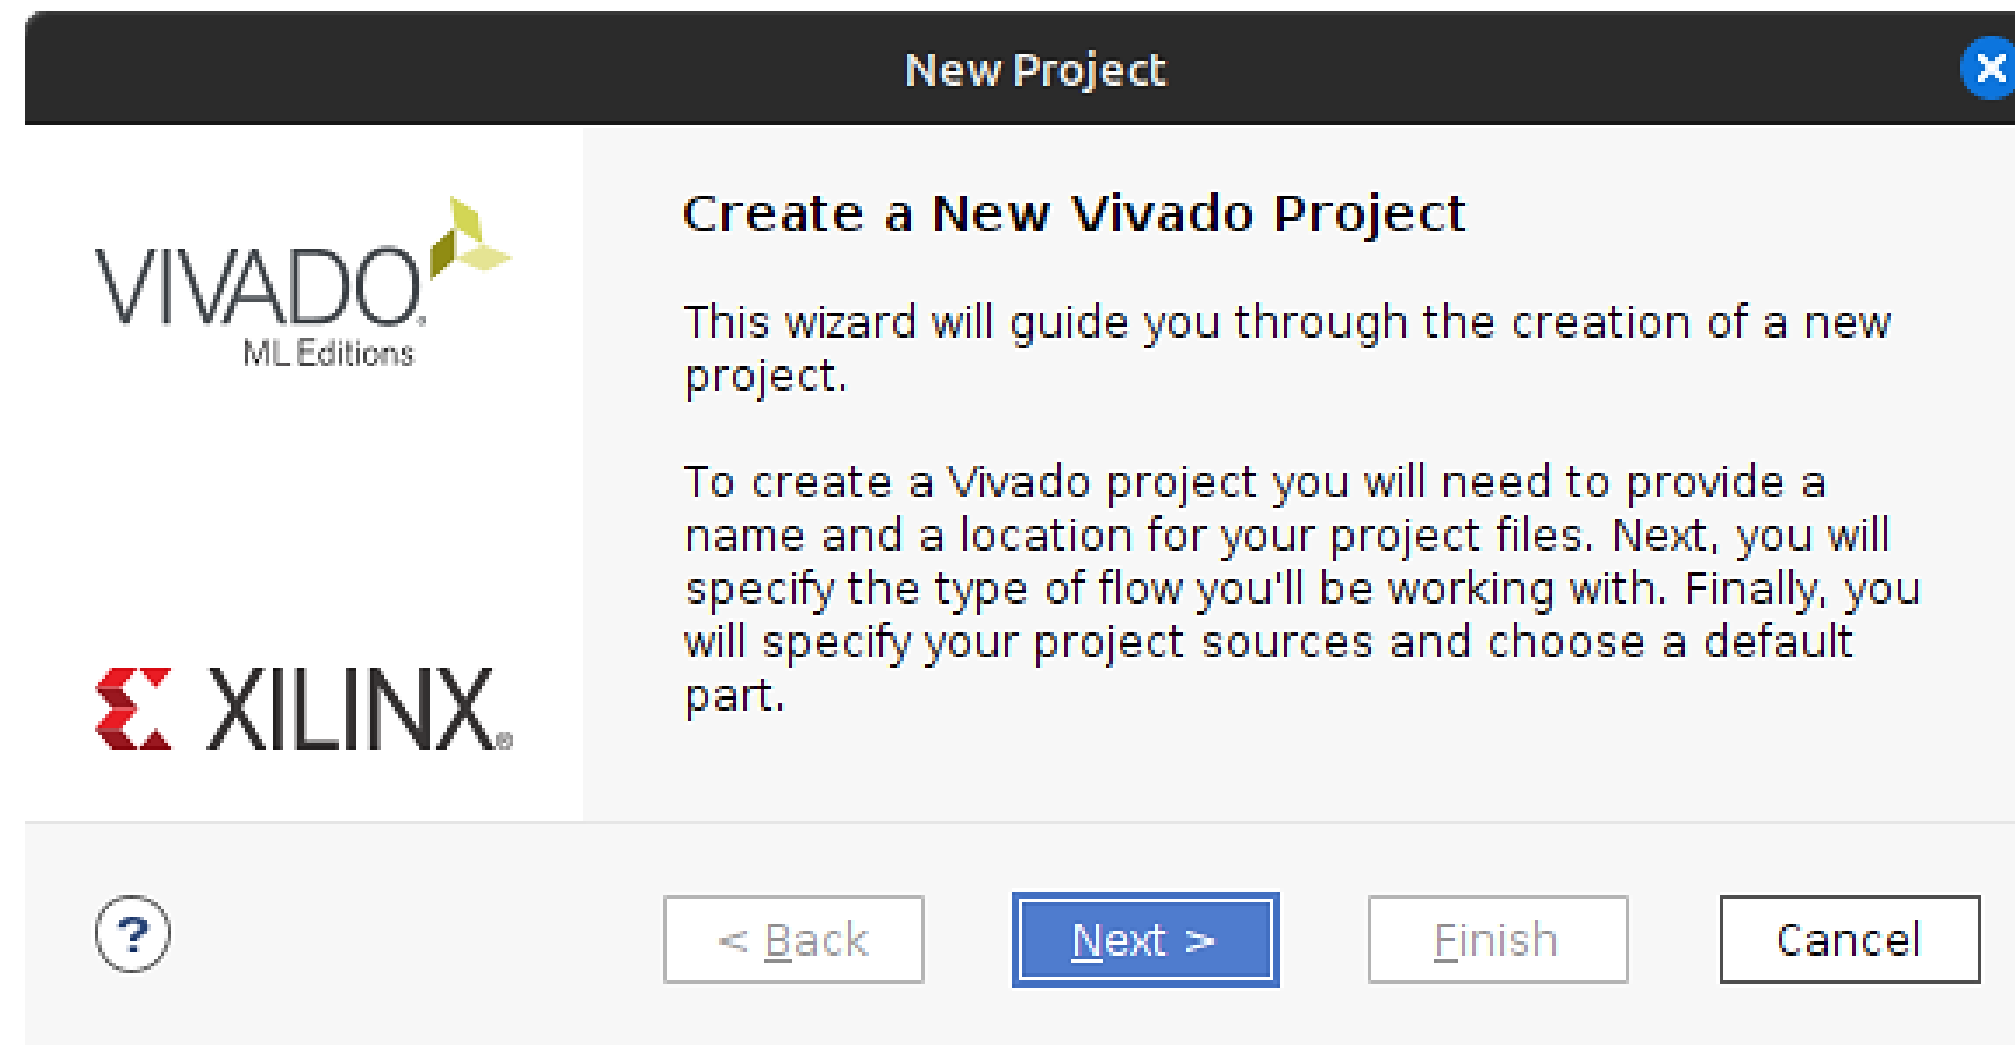 New Project
VIVADO
ML Editions
XILINX®
Create a New Vivado Project
This wizard will guide you through the creation of a new
project.
To create a Vivado project you will need to provide a
name and a location for your project files. Next, you will
specify the type of flow you'll be working with. Finally, you
will specify your project sources and choose a default
part.
?
< Back
Next >
Finish
Cancel